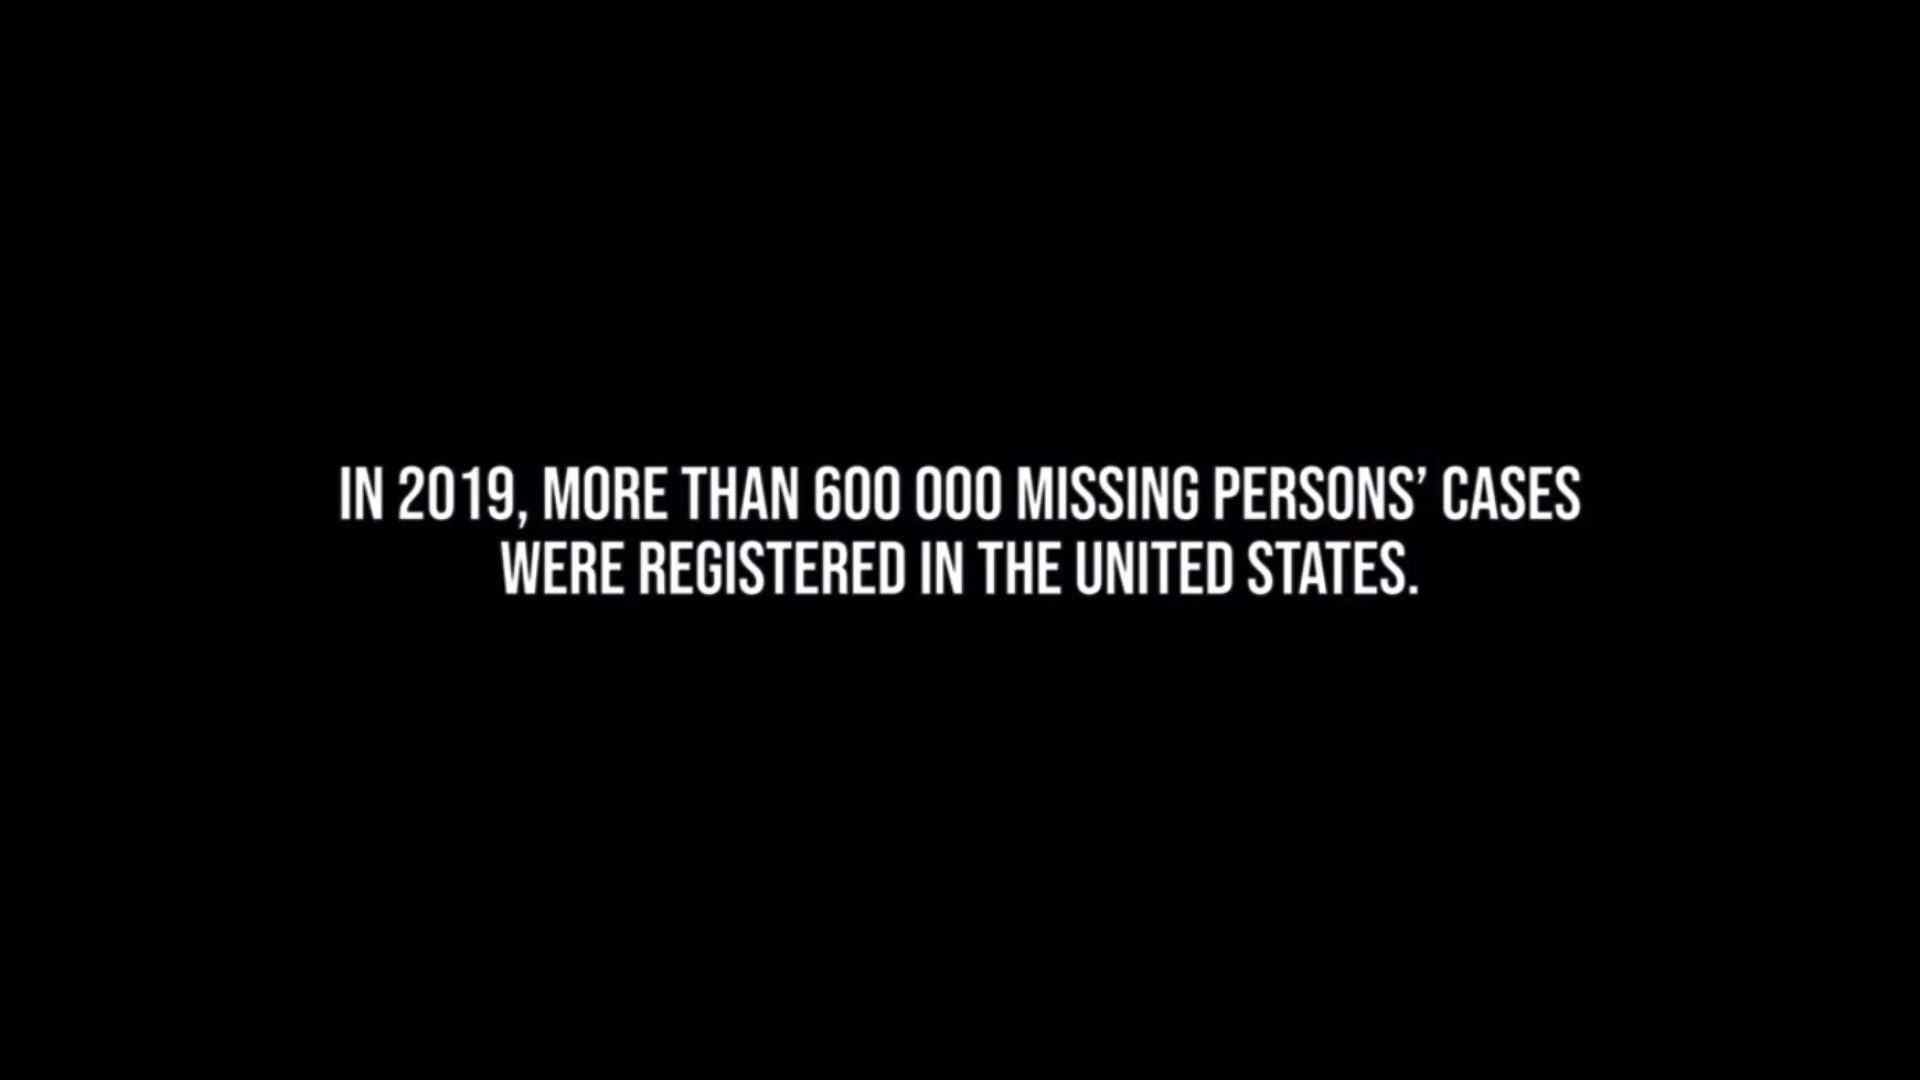 IN 2019, MORE THAN 600 000 MISSING PERSONS’ CASES
WERE REGISTERED IN THE UNITED STATES.